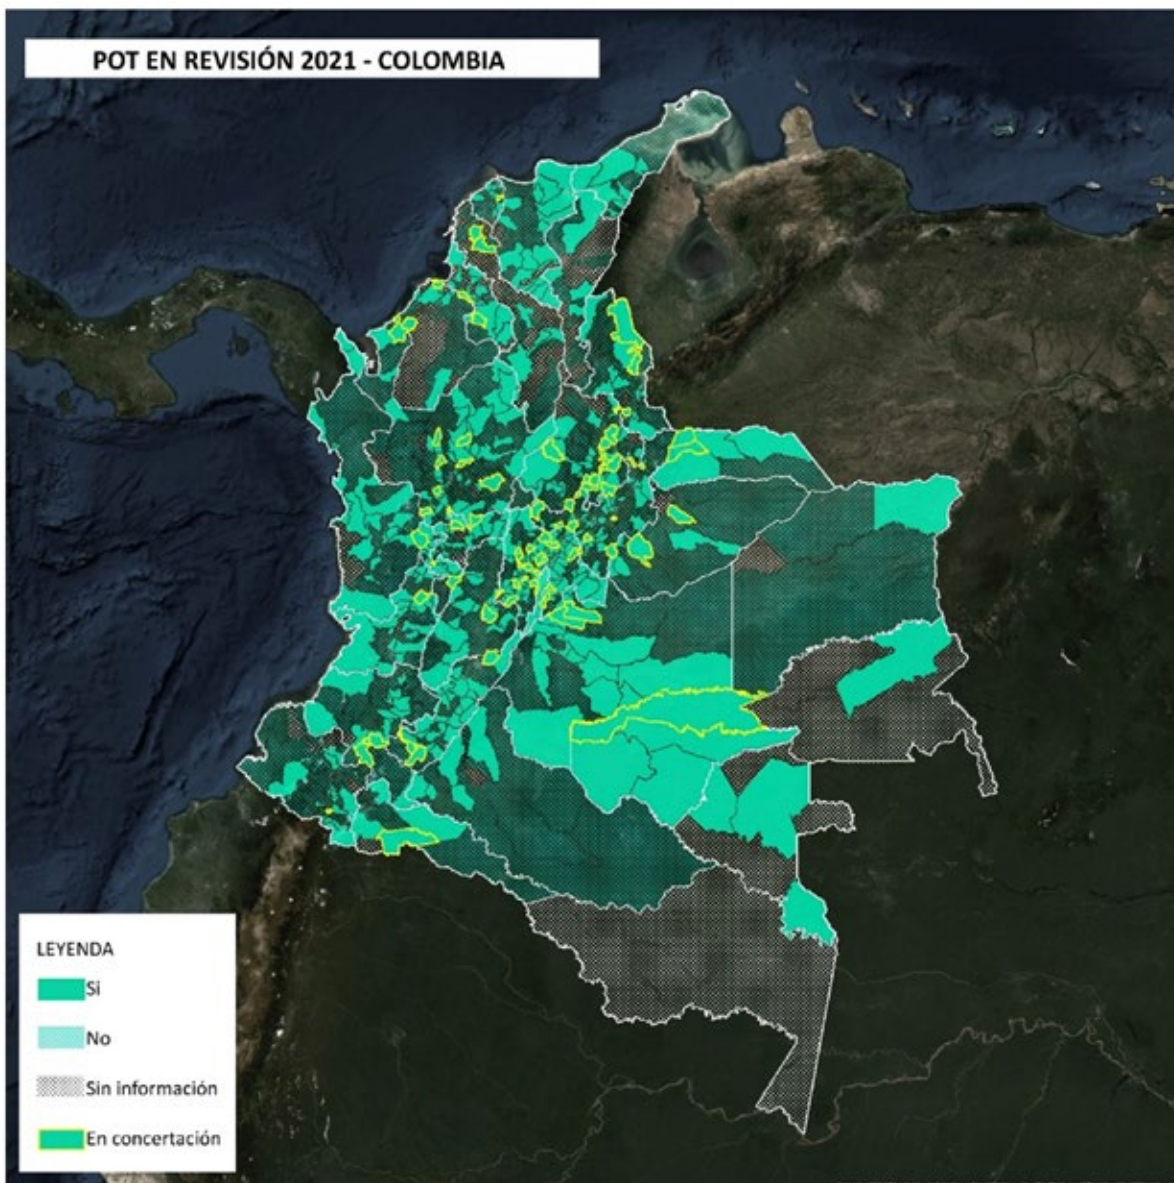 POT EN REVISIÓN 2021 - COLOMBIA
LEYENDA
Si
No
Sin información
En concertación